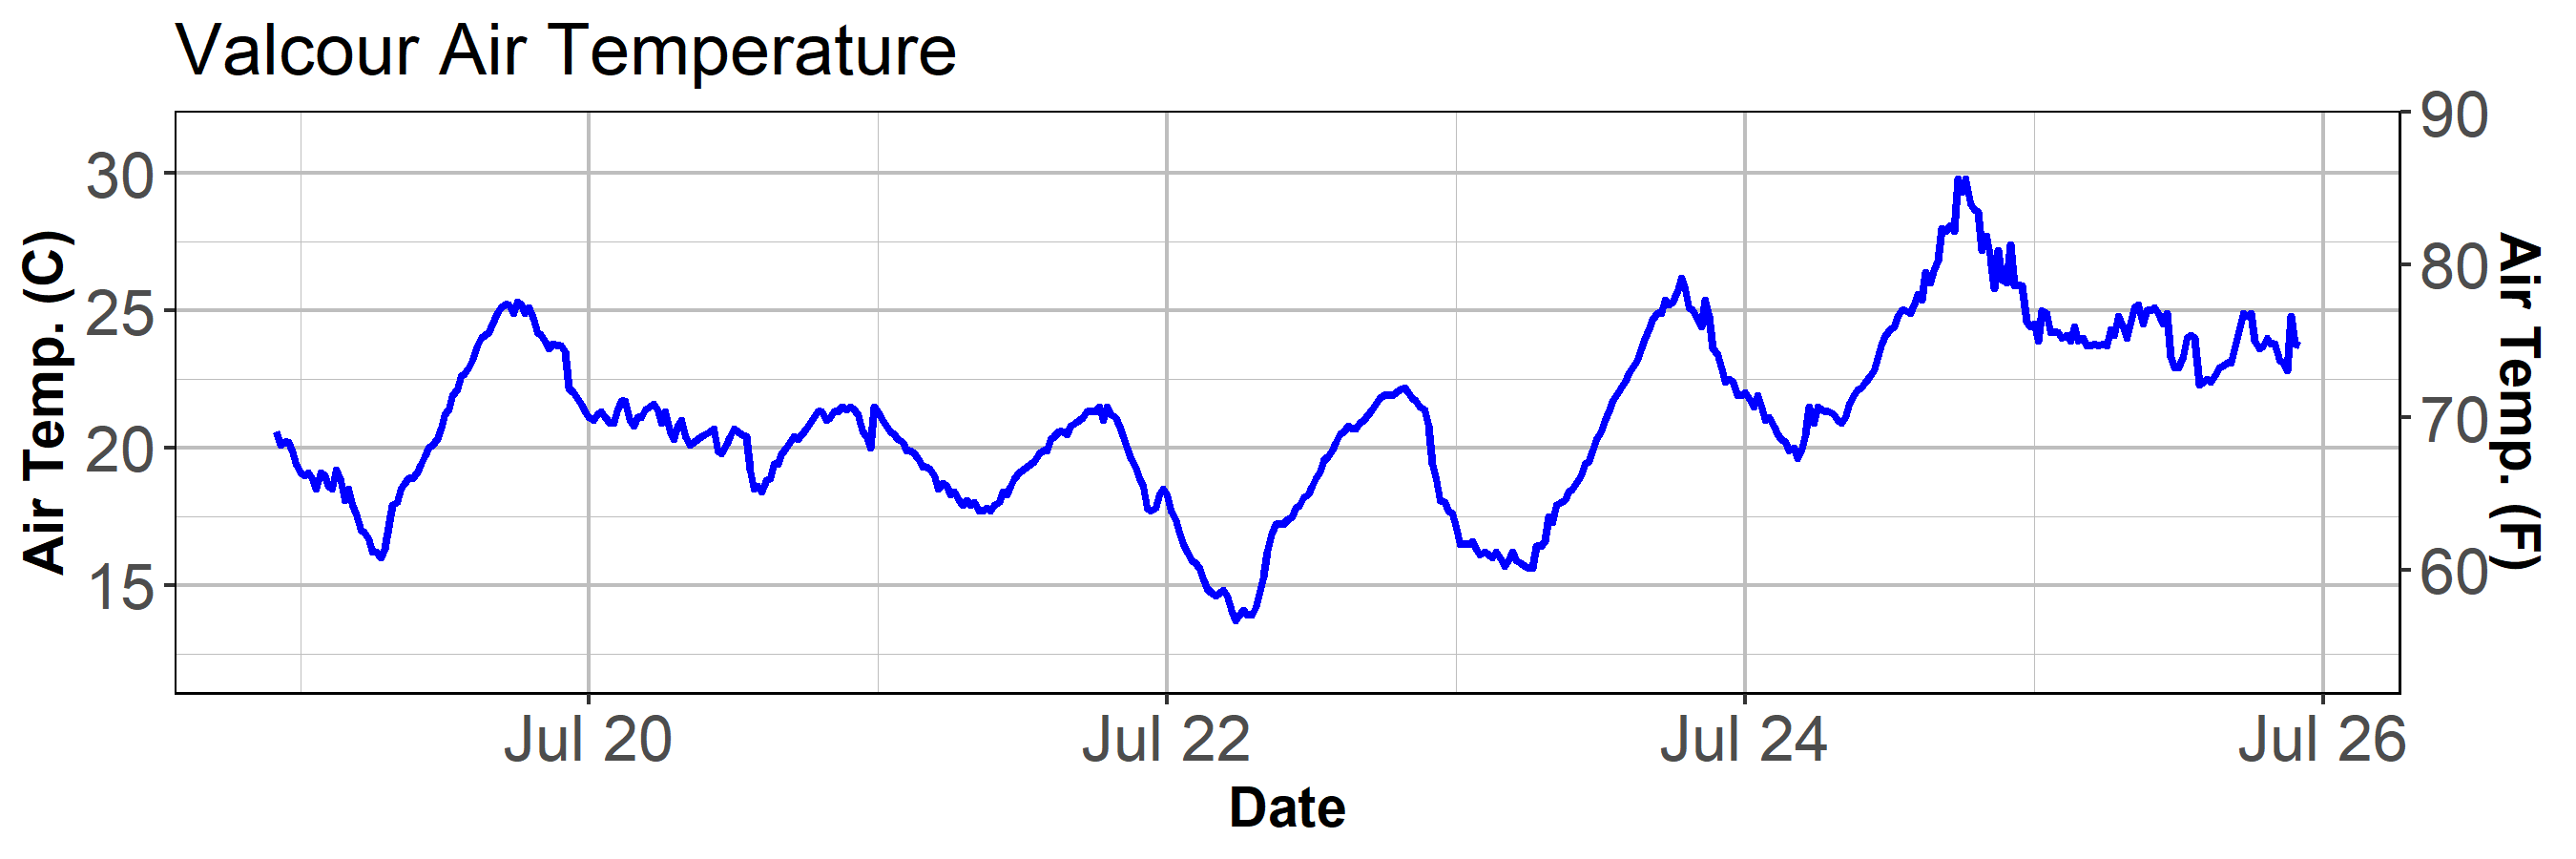 Valcour Air Temperature
Air Temp. (C)
30
25
20
15
90
80
70
60
Air Temp. (F)
Jul 20
Jul 22
Jul 24
Jul 26
Date